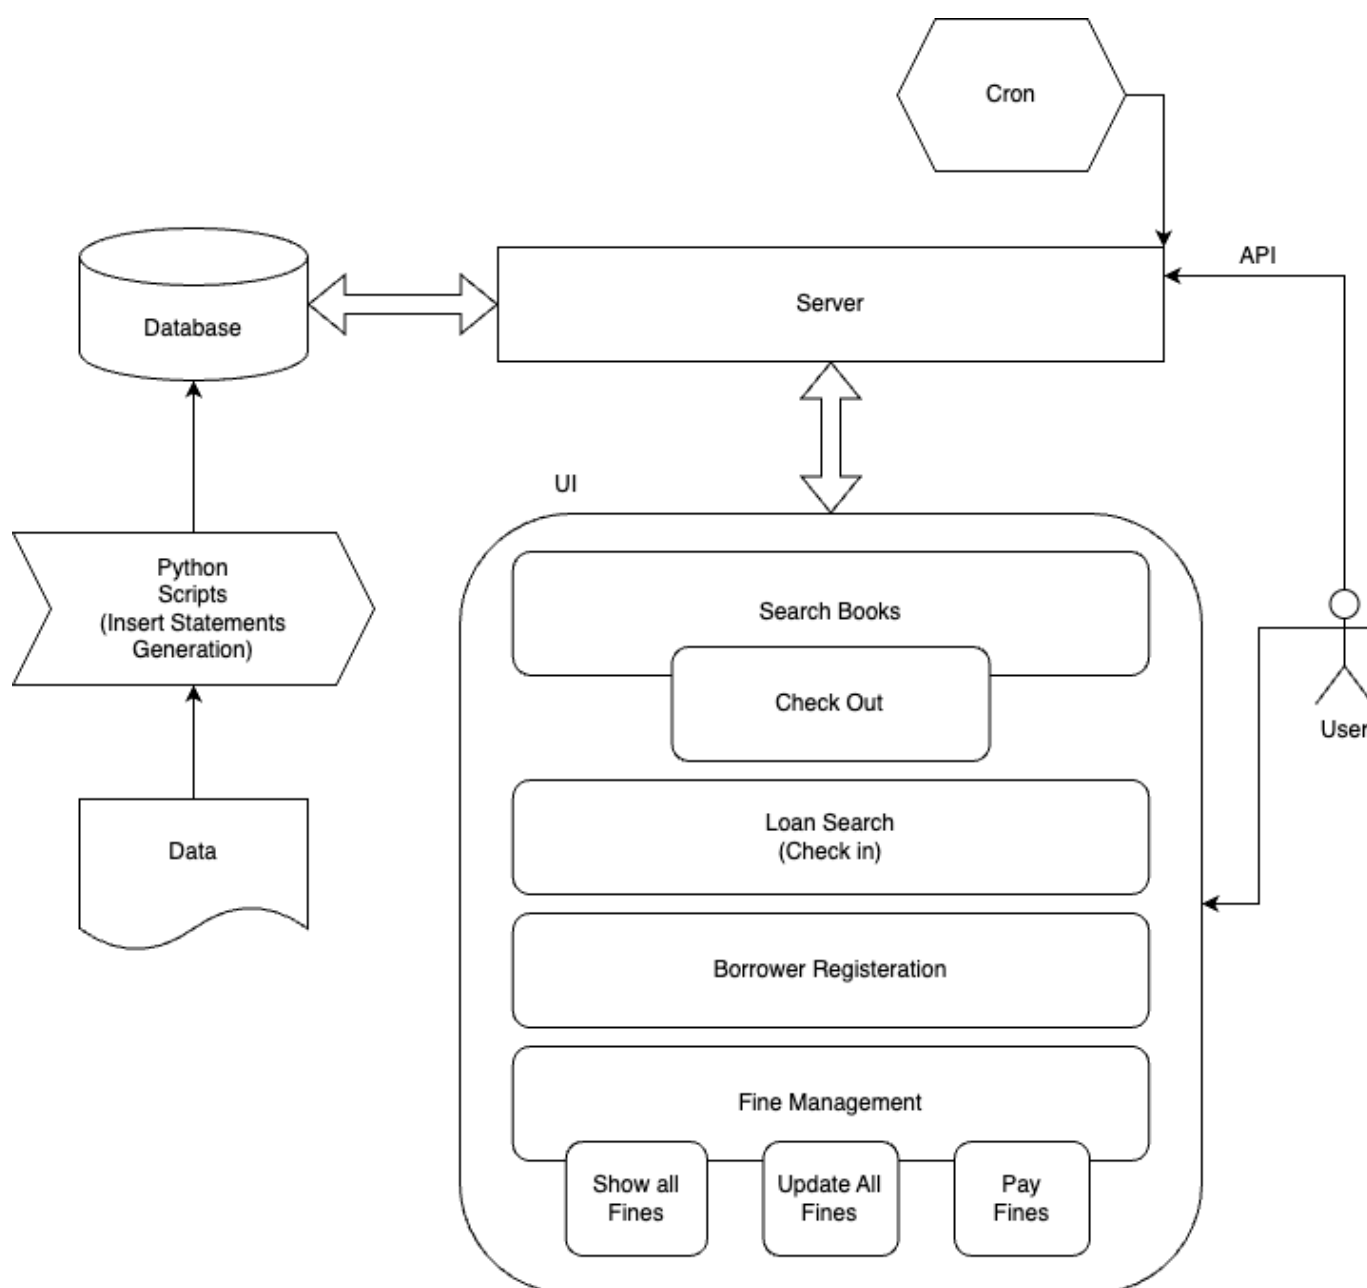 Cron
API
Server
Database
UI
Python
Scripts
(Insert Statements
Generation)
Search Books
Check Out
User
Loan Search
(Check in)
Data
Borrower Registeration
Fine Management
Show all
Fines
Update All
Fines
Pay
Fines